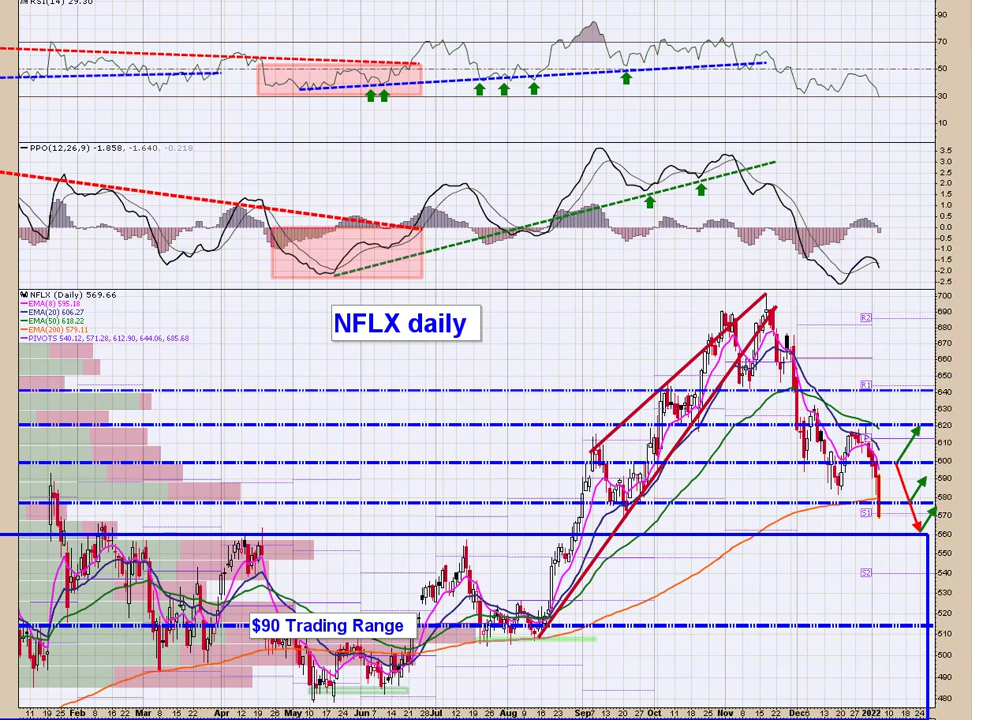 RSI(14) 29.30
90
70
50
30
10
PPO(12,26,9) -1.858, -1.640, -0.218
3.5
3.0
2.5
2.0
1.5
1.0
0.5
0.0
-0.5
-1.0
-1.5
-2.0
-2.5
NFLX (Daily) 569.66
EMA(8) 595.18
EMA(20) 606.27
EMA(50) 618.22
EMA(200) 579.11
PIVOTS 540.12, 571.28, 612.90, 644.06, 685.68
NFLX daily
$90 Trading Range
R2
R1
P
S1
S2
700
690
680
670
660
650
640
630
620
610
600
590
580
570
560
550
540
530
520
510
500
490
480
11 19 25 Feb 8 16 22 Mar 8 15 22 Apr 12 19 26 May 10 17 24 Jun 7 14 21 Jul 12 19 26 Aug 9 16 23 Sep 7 13 20 27 Oct 11 18 25 Nov 8 15 22 Dec 6 13 20 27 2022 10 18 24